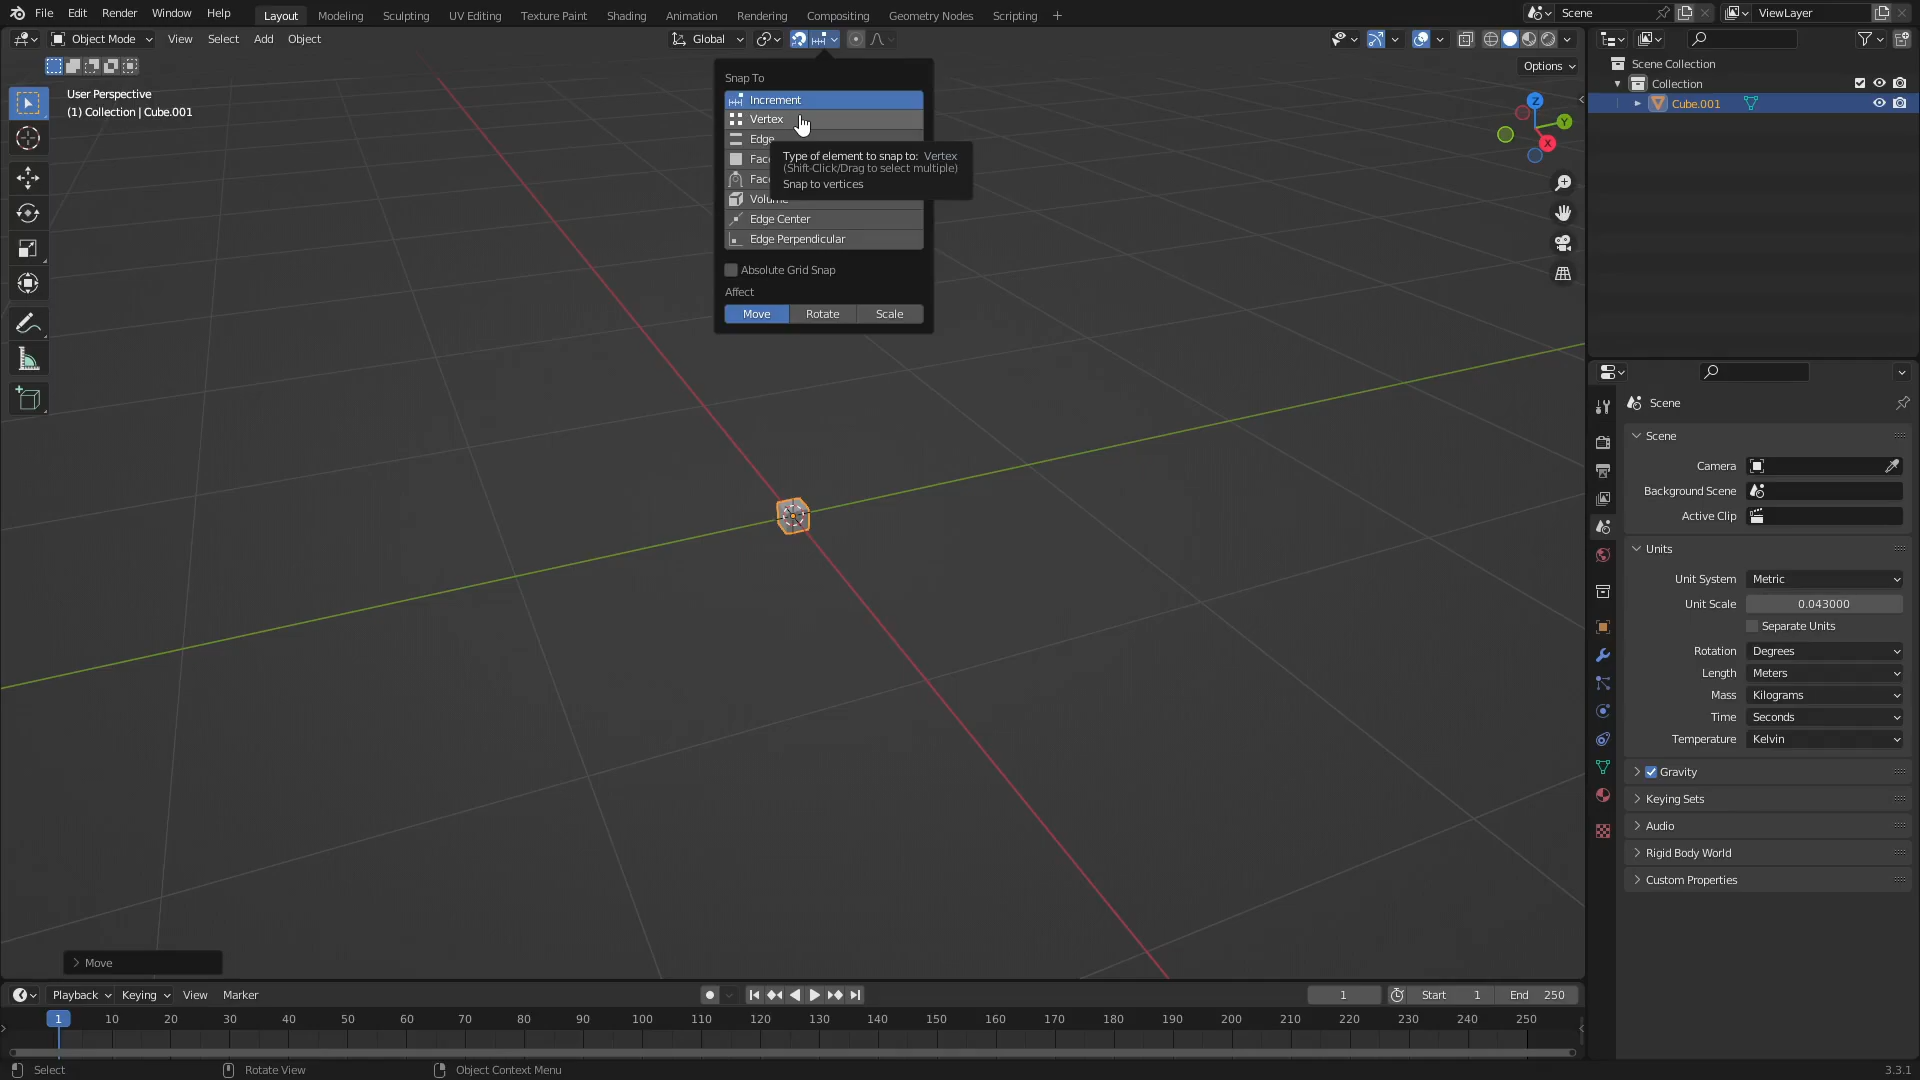 File Edit Render Window Help Layout Modeling Sculpting UV Editing Texture Paint Shading Animation Rendering Compositing Geometry Nodes Scripting + Scene ViewLayer
Object Mode View Select Add Object Global
Options
User Perspective
(1) Collection | Cube.001
Snap To
Increment
Vertex
Edge
Type of element to snap to: Vertex
(Shift-Click/Drag to select multiple)
Snap to vertices
Fac
Fac
Volume
Edge Center
Edge Perpendicular
Absolute Grid Snap
Affect
Move Rotate Scale
Z
Y
X
Scene Collection
Collection
Cube.001
Scene
Scene
Camera
Background Scene
Active Clip
Units
Unit System Metric
Unit Scale 0.043000
Separate Units
Rotation Degrees
Length Meters
Mass Kilograms
Time Seconds
Temperature Kelvin
Gravity
Keying Sets
Audio
Rigid Body World
Custom Properties
Move
Playback Keying View Marker 1 Start 1 End 250
1 10 20 30 40 50 60 70 80 90 100 110 120 130 140 150 160 170 180 190 200 210 220 230 240 250
Select Rotate View Object Context Menu 3.3.1